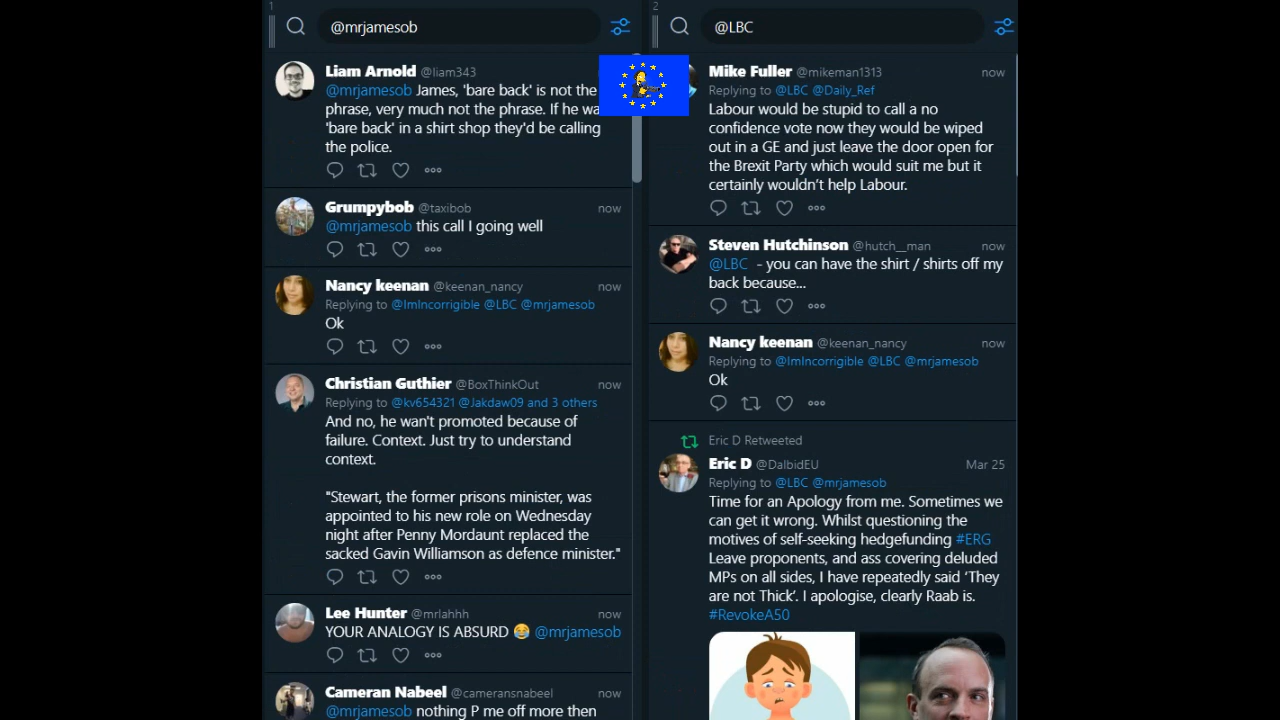 1
@mrjamesob
Liam Arnold @liam343
@mrjamesob James, 'bare back' is not the
phrase, very much not the phrase. If he wa
'bare back' in a shirt shop they'd be calling
the police.
Grumpybob @taxibob now
@mrjamesob this call I going well
Nancy keenan @keenan_nancy now
Replying to @ImIncorrigible @LBC @mrjamesob
Ok
Christian Guthier @BoxThinkOut now
Replying to @kv654321 @Jakdaw09 and 3 others
And no, he wan't promoted because of
failure. Context. Just try to understand
context.
"Stewart, the former prisons minister, was
appointed to his new role on Wednesday
night after Penny Mordaunt replaced the
sacked Gavin Williamson as defence minister."
Lee Hunter @mrlahhh now
YOUR ANALOGY IS ABSURD 😂 @mrjamesob
Cameran Nabeel @cameransnabeel now
@mrjamesob nothing P me off more then
2
@LBC
Mike Fuller @mikeman1313 now
Replying to @LBC @Daily_Ref
Labour would be stupid to call a no
confidence vote now they would be wiped
out in a GE and just leave the door open for
the Brexit Party which would suit me but it
certainly wouldn't help Labour.
Steven Hutchinson @hutch__man now
@LBC - you can have the shirt / shirts off my
back because...
Nancy keenan @keenan_nancy now
Replying to @ImIncorrigible @LBC @mrjamesob
Ok
Eric D Retweeted
Eric D @DalbidEU Mar 25
Replying to @LBC @mrjamesob
Time for an Apology from me. Sometimes we
can get it wrong. Whilst questioning the
motives of self-seeking hedgefunding #ERG
Leave proponents, and ass covering deluded
MPs on all sides, I have repeatedly said 'They
are not Thick'. I apologise, clearly Raab is.
#RevokeA50